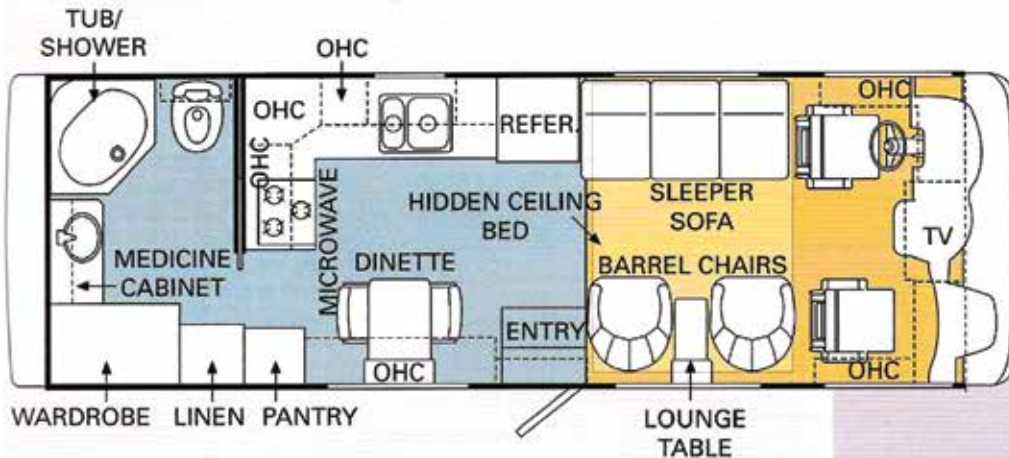 TUB/
SHOWER
OHC
OHC
OHC
REFER.
OHC
MICROWAVE
HIDDEN CEILING
BED
SLEEPER
SOFA
TV
MEDICINE
CABINET
DINETTE
BARREL CHAIRS
ENTRY
OHC
OHC
WARDROBE
LINEN
PANTRY
LOUNGE
TABLE